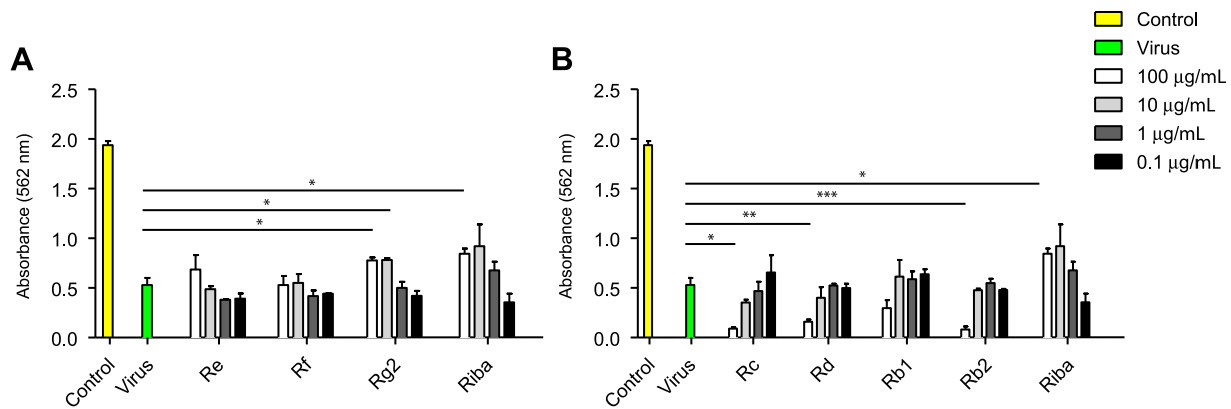 Control
Virus
100 µg/mL
10 µg/mL
1 µg/mL
0.1 µg/mL
A
Absorbance (562 nm)
2.5
2.0
1.5
1.0
0.5
0.0
*
*
*
Control
Virus
Re
Rf
Rg2
Riba
B
Absorbance (562 nm)
2.5
2.0
1.5
1.0
0.5
0.0
*
***
**
*
Control
Virus
Rc
Rd
Rb1
Rb2
Riba